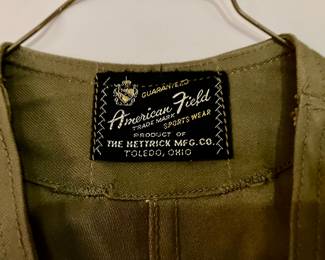 GUARANTEED
American Field
TRADE MARK
SPORTS WEAR
PRODUCT OF
THE HETTRICK MFG.CO.
TOLEDO, OHIO